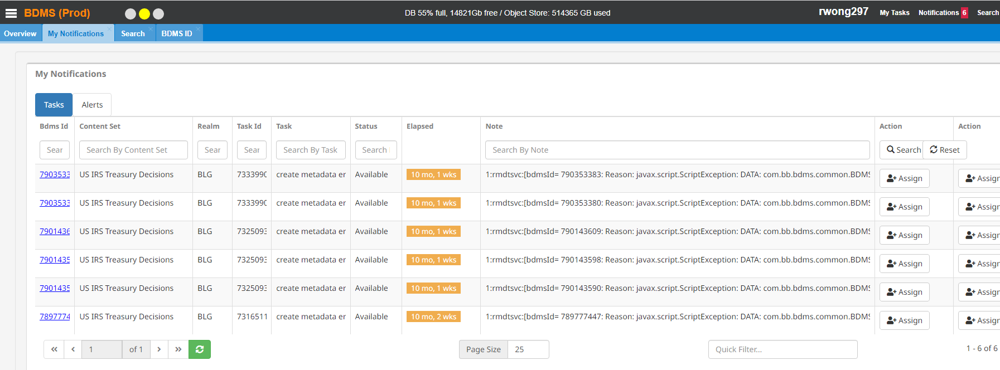 BDMS (Prod) DB 55% full, 14821Gb free / Object Store: 514365 GB used rwong297 My Tasks Notifications 6 Search
Overview My Notifications Search BDMS ID
My Notifications
Tasks Alerts
Bdms Id Content Set Realm Task Id Task Status Elapsed Note Action Action
Sear Search By Content Set Sear Sear Search By Task Search Search By Note Search Reset
7903533 US IRS Treasury Decisions BLG 7333990 create metadata er Available 10 mo, 1 wks 1:rmdtsvc:[bdmsId= 790353383: Reason: javax.script.ScriptException: DATA: com.bb.bdms.common.BDMS Assign Assign
7903533 US IRS Treasury Decisions BLG 7333990 create metadata er Available 10 mo, 1 wks 1:rmdtsvc:[bdmsId= 790353380: Reason: javax.script.ScriptException: DATA: com.bb.bdms.common.BDMS Assign Assign
7901436 US IRS Treasury Decisions BLG 7325093 create metadata er Available 10 mo, 1 wks 1:rmdtsvc:[bdmsId= 790143609: Reason: javax.script.ScriptException: DATA: com.bb.bdms.common.BDMS Assign Assign
7901435 US IRS Treasury Decisions BLG 7325093 create metadata er Available 10 mo, 1 wks 1:rmdtsvc:[bdmsId= 790143598: Reason: javax.script.ScriptException: DATA: com.bb.bdms.common.BDMS Assign Assign
7901435 US IRS Treasury Decisions BLG 7325093 create metadata er Available 10 mo, 1 wks 1:rmdtsvc:[bdmsId= 790143590: Reason: javax.script.ScriptException: DATA: com.bb.bdms.common.BDMS Assign Assign
7897774 US IRS Treasury Decisions BLG 7316511 create metadata er Available 10 mo, 2 wks 1:rmdtsvc:[bdmsId= 789777447: Reason: javax.script.ScriptException: DATA: com.bb.bdms.common.BDMS Assign Assign
1 of 1 Page Size 25 Quick Filter... 1 - 6 of 6